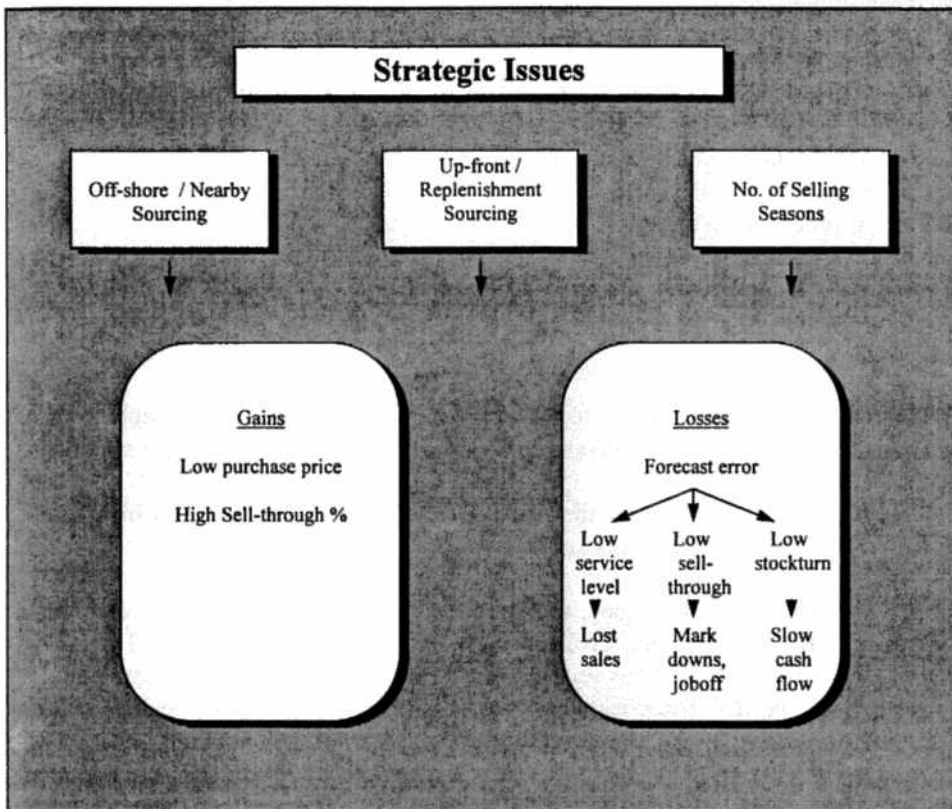 Strategic Issues
Off-shore / Nearby
Sourcing
Up-front /
Replenishment
Sourcing
No. of Selling
Seasons
Gains
Low purchase price
High Sell-through %
Losses
Forecast error
Low
service
level
Low
sell-
through
Low
stockturn
Lost
sales
Mark
downs,
joboff
Slow
cash
flow